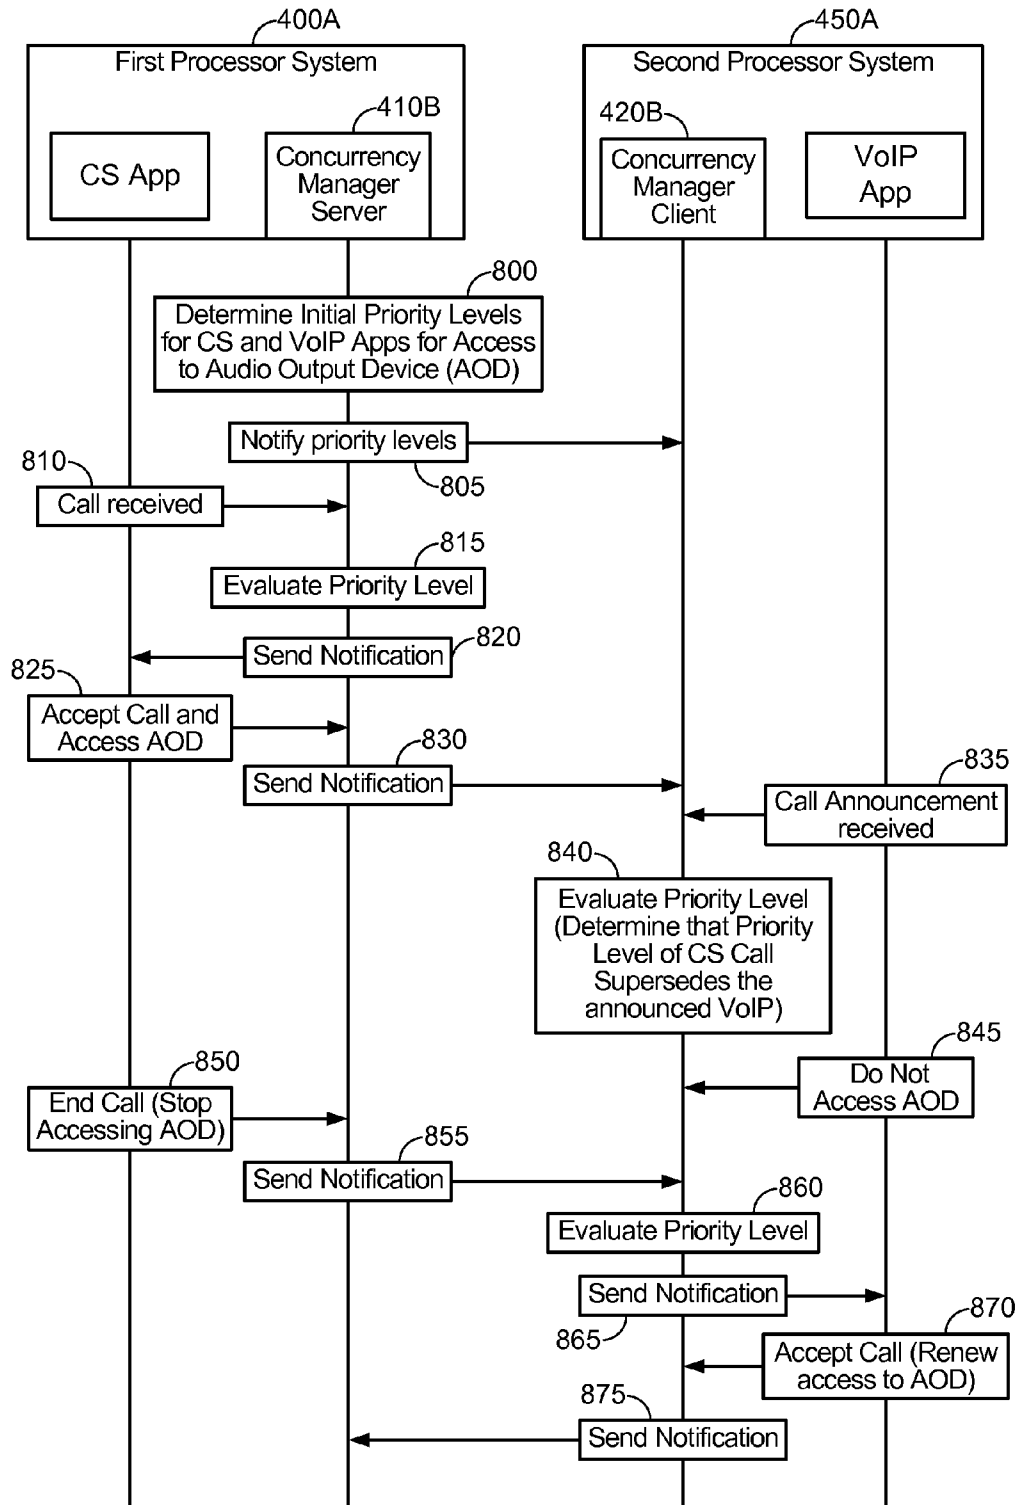 400A
450A
First Processor System
Second Processor System
410B
420B
CS App
Concurrency
Manager
Server
Concurrency
Manager
Client
VoIP
App
800
Determine Initial Priority Levels
for CS and VoIP Apps for Access
to Audio Output Device (AOD)
Notify priority levels
805
810
Call received
815
Evaluate Priority Level
820
Send Notification
825
Accept Call and
Access AOD
830
Send Notification
835
Call Announcement
received
840
Evaluate Priority Level
(Determine that Priority
Level of CS Call
Supersedes the
announced VoIP)
845
Do Not
Access AOD
850
End Call (Stop
Accessing AOD)
855
Send Notification
860
Evaluate Priority Level
Send Notification
865
870
Accept Call (Renew
access to AOD)
875
Send Notification